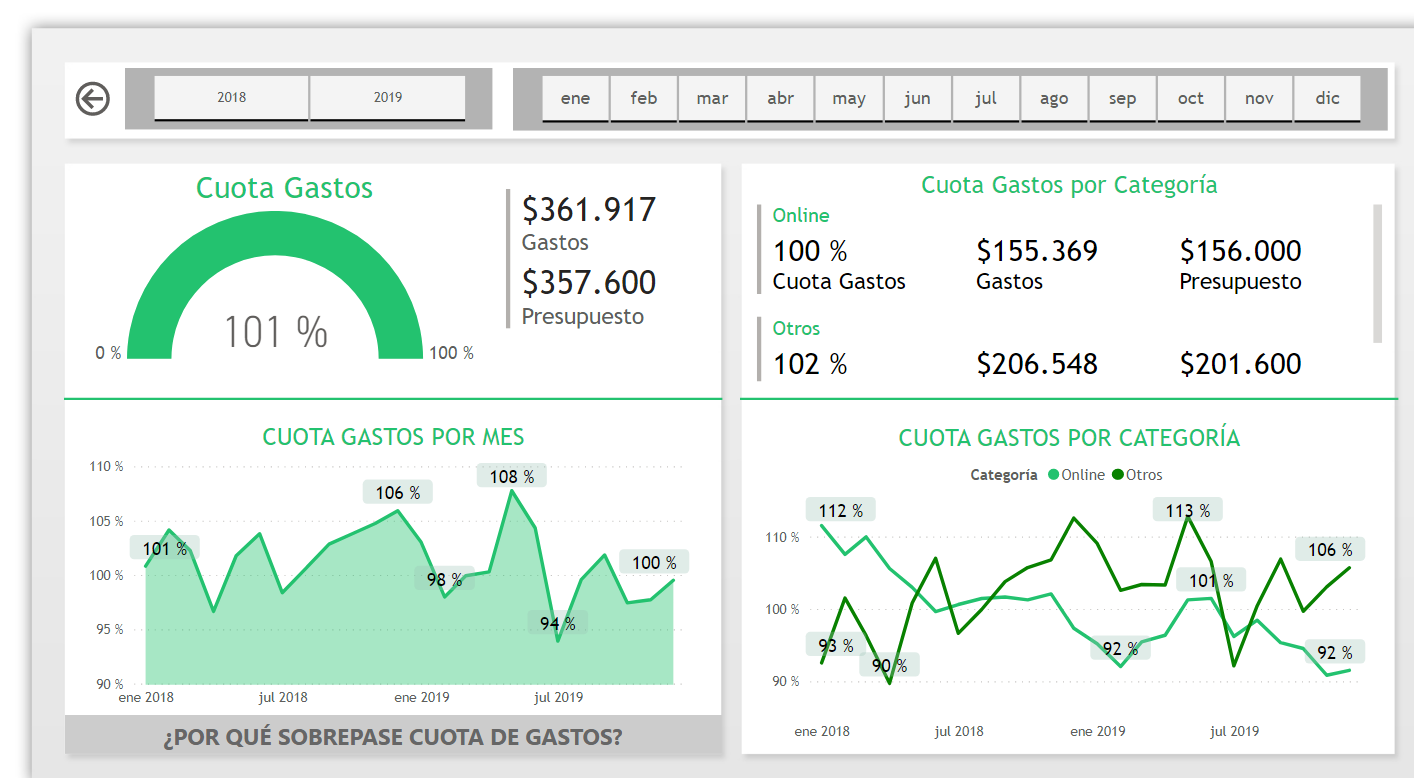 2018 2019 ene feb mar abr may jun jul ago sep oct nov dic
Cuota Gastos
101 %
0 %
100 %
$361.917
Gastos
$357.600
Presupuesto
Cuota Gastos por Categoría
Online
100 % $155.369 $156.000
Cuota Gastos Gastos Presupuesto
Otros
102 % $206.548 $201.600
CUOTA GASTOS POR MES
110 %
105 %
100 %
95 %
90 %
101 %
106 %
98 %
108 %
94 %
100 %
ene 2018 jul 2018 ene 2019 jul 2019
¿POR QUÉ SOBREPASE CUOTA DE GASTOS?
CUOTA GASTOS POR CATEGORÍA
Categoría Online Otros
110 %
100 %
90 %
112 %
93 %
90 %
92 %
113 %
101 %
106 %
92 %
ene 2018 jul 2018 ene 2019 jul 2019